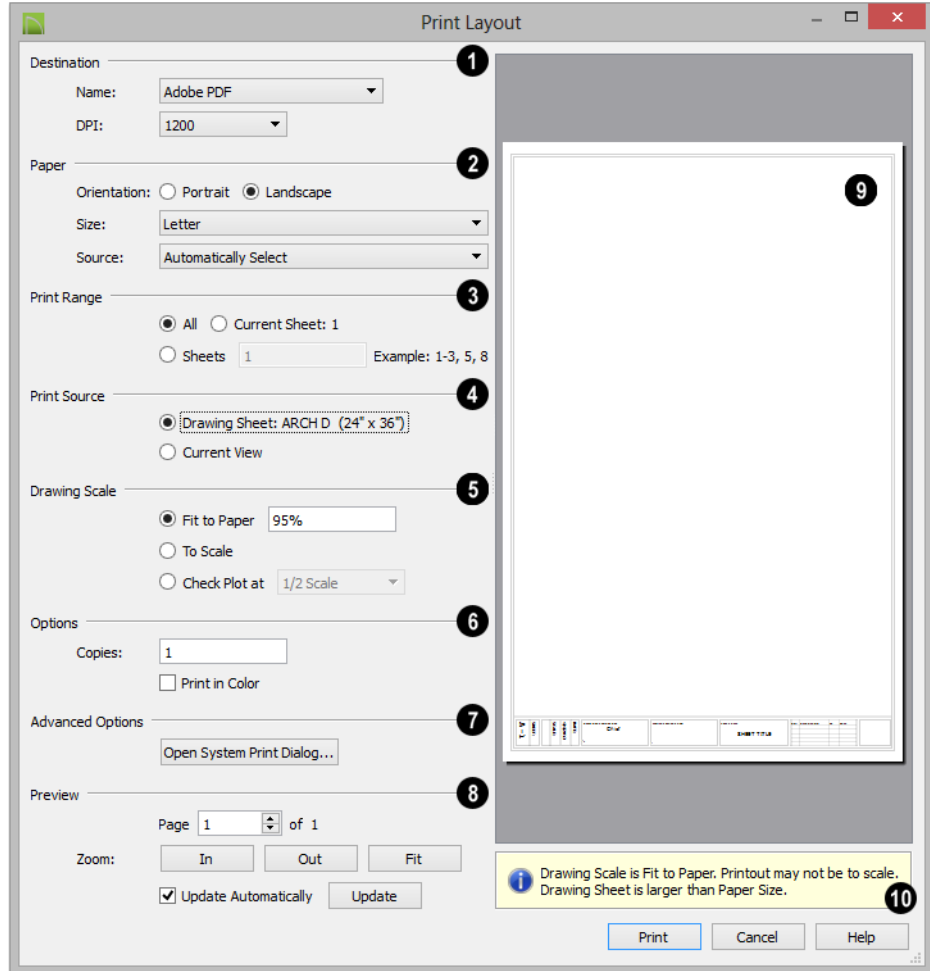 Print Layout
Destination 1
Name: Adobe PDF
DPI: 1200
Paper 2
Orientation: Portrait Landscape
Size: Letter
Source: Automatically Select
Print Range 3
All Current Sheet: 1
Sheets 1 Example: 1-3, 5, 8
Print Source 4
Drawing Sheet: ARCH D (24" x 36")
Current View
Drawing Scale 5
Fit to Paper 95%
To Scale
Check Plot at 1/2 Scale
Options 6
Copies: 1
Print in Color
Advanced Options 7
Open System Print Dialog...
Preview 8
Page 1 of 1
Zoom: In Out Fit
Update Automatically Update
9
SHEET TITLE
Drawing Scale is Fit to Paper. Printout may not be to scale.
Drawing Sheet is larger than Paper Size.
10
Print Cancel Help